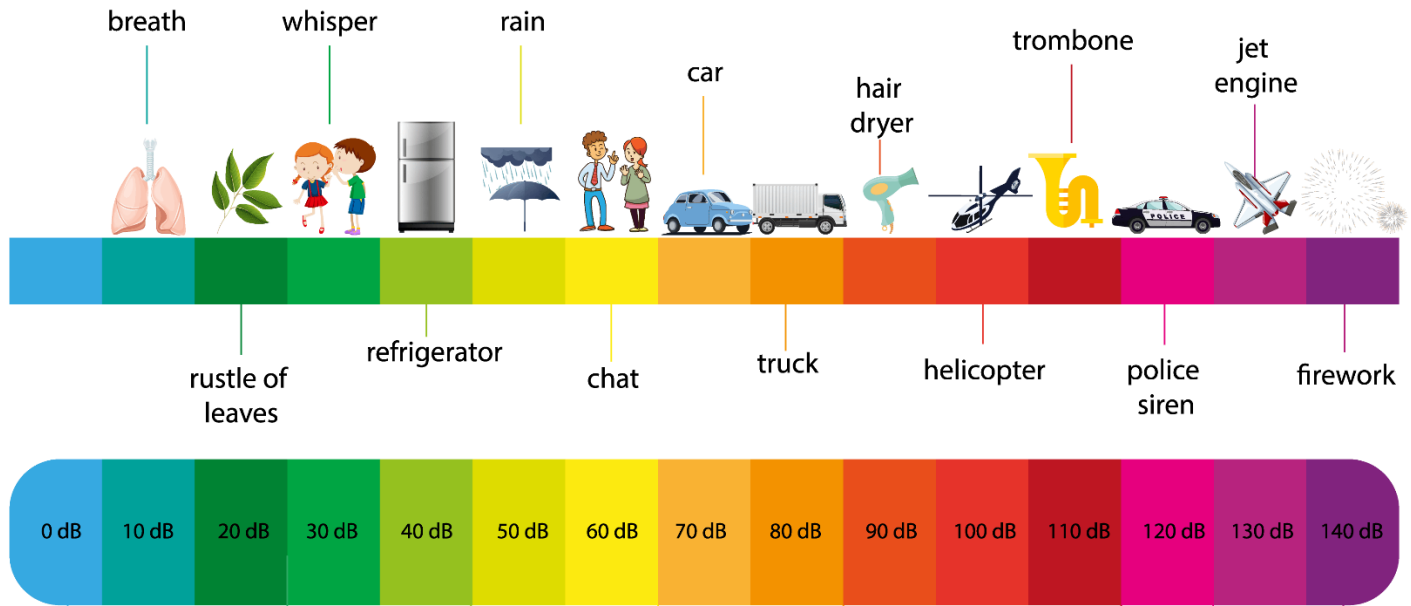 breath
whisper
rain
car
hair
dryer
trombone
jet
engine
POLICE
rustle of
leaves
refrigerator
chat
truck
helicopter
police
siren
firework
0 dB
10 dB
20 dB
30 dB
40 dB
50 dB
60 dB
70 dB
80 dB
90 dB
100 dB
110 dB
120 dB
130 dB
140 dB